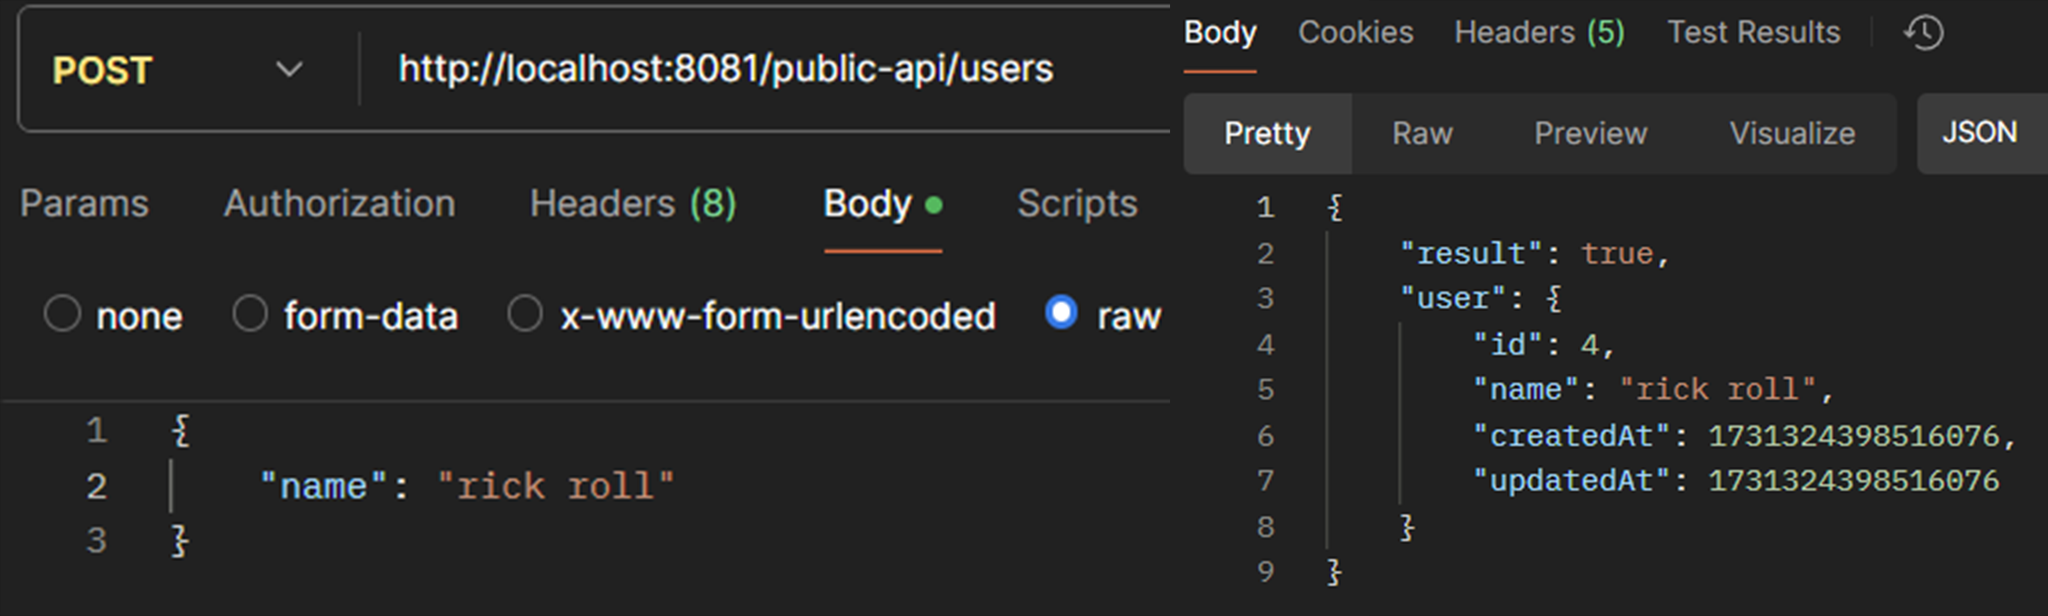 POST http://localhost:8081/public-api/users
Params Authorization Headers (8) Body Scripts
none form-data x-www-form-urlencoded raw
1 {
2 "name": "rick roll"
3 }
Body Cookies Headers (5) Test Results
Pretty Raw Preview Visualize JSON
1 {
2 "result": true,
3 "user": {
4 "id": 4,
5 "name": "rick roll",
6 "createdAt": 1731324398516076,
7 "updatedAt": 1731324398516076
8 }
9 }